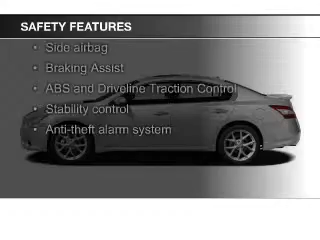 SAFETY FEATURES
• Side airbag
• Braking Assist
• ABS and Driveline Traction Control
• Stability control
• Anti-theft alarm system